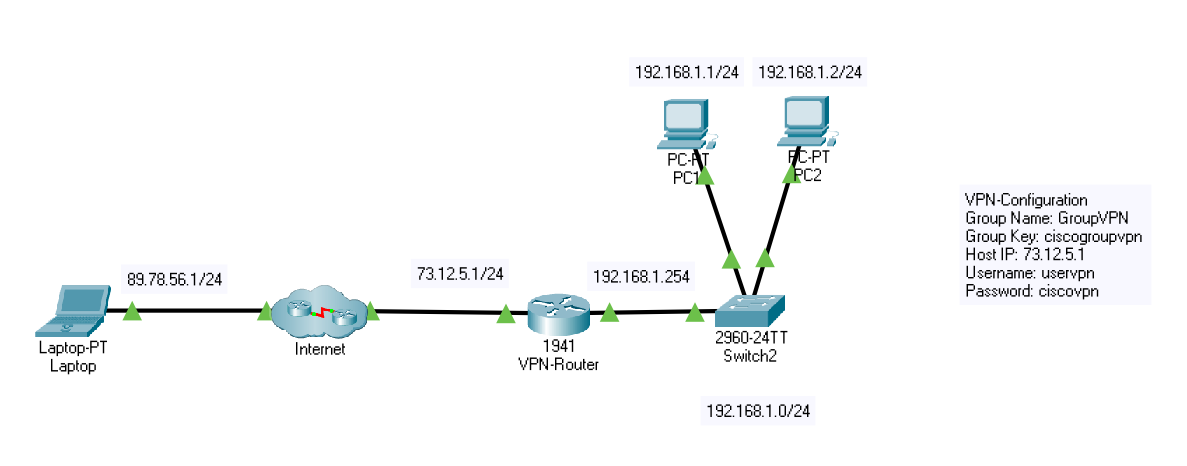 192.168.1.1/24
192.168.1.2/24
PC-PT
PC1
PC-PT
PC2
VPN-Configuration
Group Name: GroupVPN
Group Key: ciscogroupvpn
Host IP: 73.12.5.1
Username: uservpn
Password: ciscovpn
89.78.56.1/24
73.12.5.1/24
192.168.1.254
Laptop-PT
Laptop
Internet
1941
VPN-Router
2960-24TT
Switch2
192.168.1.0/24